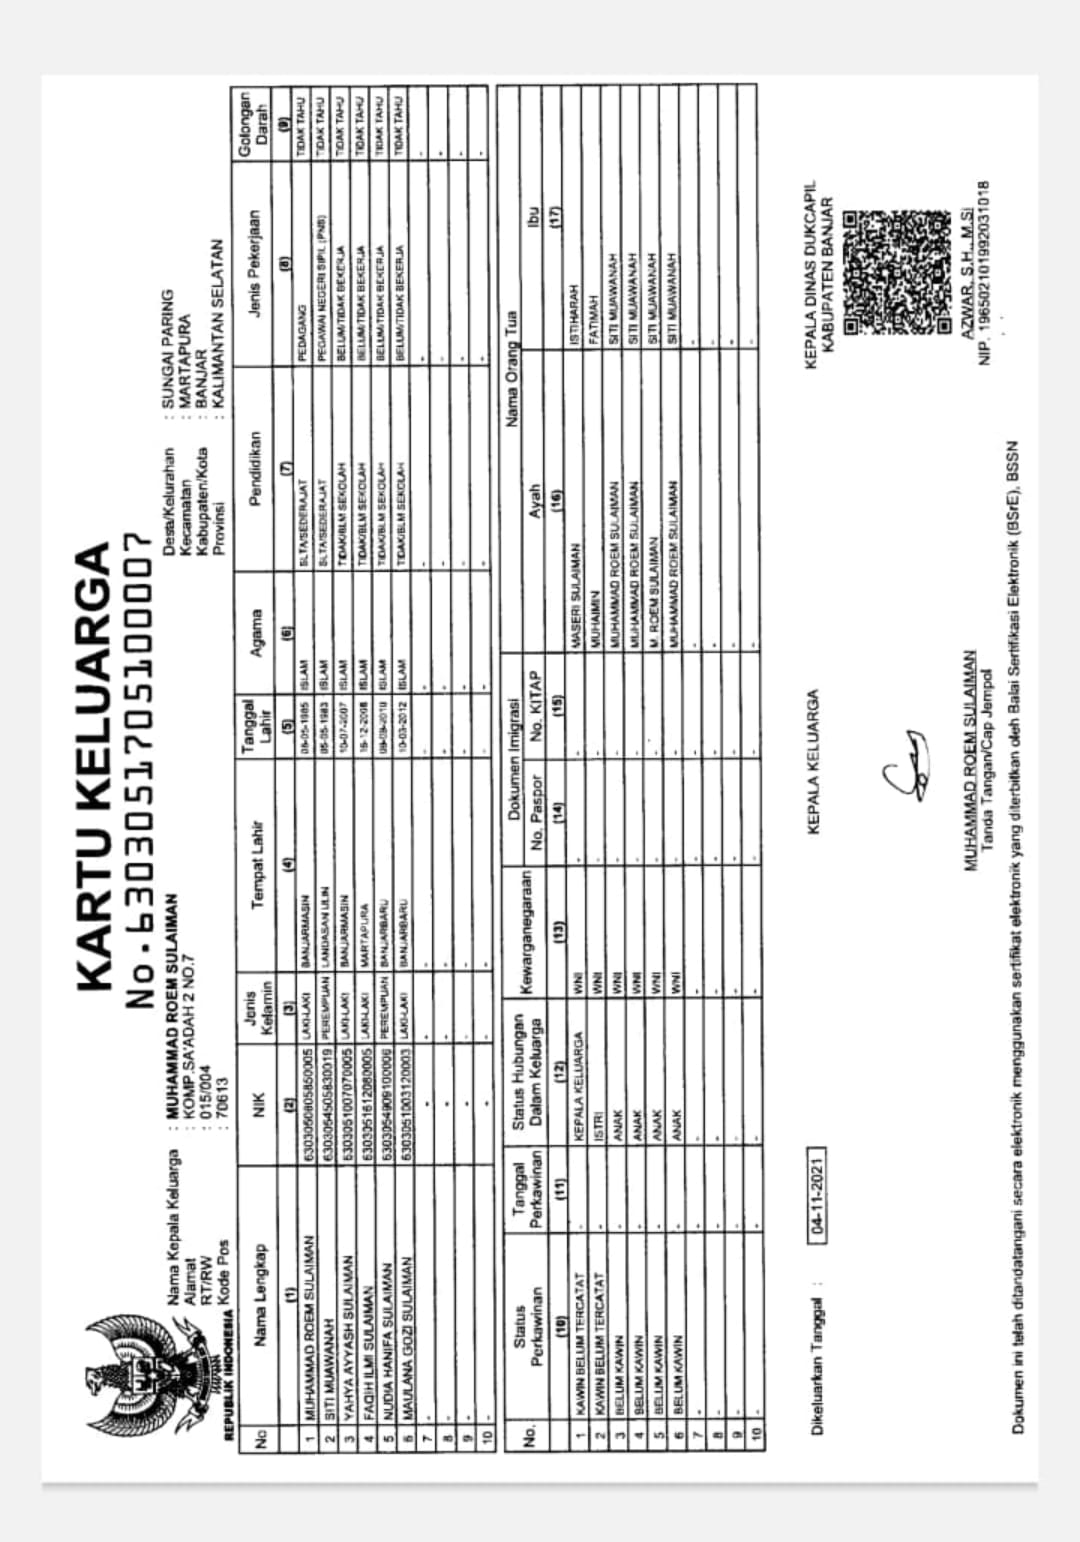 KARTU KELUARGA
No. 6303051705100007
Nama Kepala Keluarga : MUHAMMAD ROEM SULAIMAN
Alamat : KOMP.SA'ADAH 2 NO.7
RT/RW : 015/004
Kode Pos : 70613
Desa/Kelurahan : SUNGAI PARING
Kecamatan : MARTAPURA
Kabupaten/Kota : BANJAR
Provinsi : KALIMANTAN SELATAN
REPUBLIK INDONESIA
No Nama Lengkap NIK Jenis Kelamin Tempat Lahir Tanggal Lahir Agama Pendidikan Jenis Pekerjaan Golongan Darah
(1) (2) (3) (4) (5) (6) (7) (8) (9)
1 MUHAMMAD ROEM SULAIMAN 6303050805850005 LAKI-LAKI BANJARMASIN 08-05-1985 ISLAM SLTA/SEDERAJAT PEDAGANG TIDAK TAHU
2 SITI MUAWANAH 6303054505830019 PEREMPUAN LANDASAN ULIN 05-05-1983 ISLAM SLTA/SEDERAJAT PEGAWAI NEGERI SIPIL (PNS) TIDAK TAHU
3 YAHYA AYYASH SULAIMAN 6303051007070005 LAKI-LAKI BANJARMASIN 10-07-2007 ISLAM TIDAK/BLM SEKOLAH BELUM/TIDAK BEKERJA TIDAK TAHU
4 FAQIH ILMI SULAIMAN 6303051612080005 LAKI-LAKI MARTAPURA 16-12-2008 ISLAM TIDAK/BLM SEKOLAH BELUM/TIDAK BEKERJA TIDAK TAHU
5 NUDIA HANIFA SULAIMAN 6303054909100006 PEREMPUAN BANJARBARU 09-09-2010 ISLAM TIDAK/BLM SEKOLAH BELUM/TIDAK BEKERJA TIDAK TAHU
6 MAULANA GOZI SULAIMAN 6303051003120003 LAKI-LAKI BANJARBARU 10-03-2012 ISLAM TIDAK/BLM SEKOLAH BELUM/TIDAK BEKERJA TIDAK TAHU
7 - - - - - - - - -
8 - - - - - - - - -
9 - - - - - - - - -
10 - - - - - - - - -
No. Status Perkawinan Tanggal Perkawinan Status Hubungan Dalam Keluarga Kewarganegaraan Dokumen Imigrasi Nama Orang Tua
No. Paspor No. KITAP Ayah Ibu
(10) (11) (12) (13) (14) (15) (16) (17)
1 KAWIN BELUM TERCATAT - KEPALA KELUARGA WNI - - MASERI SULAIMAN ISTIHARAH
2 KAWIN BELUM TERCATAT - ISTRI WNI - - MUHAIMIN FATIMAH
3 BELUM KAWIN - ANAK WNI - - MUHAMMAD ROEM SULAIMAN SITI MUAWANAH
4 BELUM KAWIN - ANAK WNI - - MUHAMMAD ROEM SULAIMAN SITI MUAWANAH
5 BELUM KAWIN - ANAK WNI - - M. ROEM SULAIMAN SITI MUAWANAH
6 BELUM KAWIN - ANAK WNI - - MUHAMMAD ROEM SULAIMAN SITI MUAWANAH
7 - - - - - - - -
8 - - - - - - - -
9 - - - - - - - -
10 - - - - - - - -
Dikeluarkan Tanggal : 04-11-2021
KEPALA KELUARGA
MUHAMMAD ROEM SULAIMAN
Tanda Tangan/Cap Jempol
KEPALA DINAS DUKCAPIL
KABUPATEN BANJAR
AZWAR, S.H., M.Si
NIP. 196502101992031018
Dokumen ini telah ditandatangani secara elektronik menggunakan sertifikat elektronik yang diterbitkan oleh Balai Sertifikasi Elektronik (BSrE), BSSN